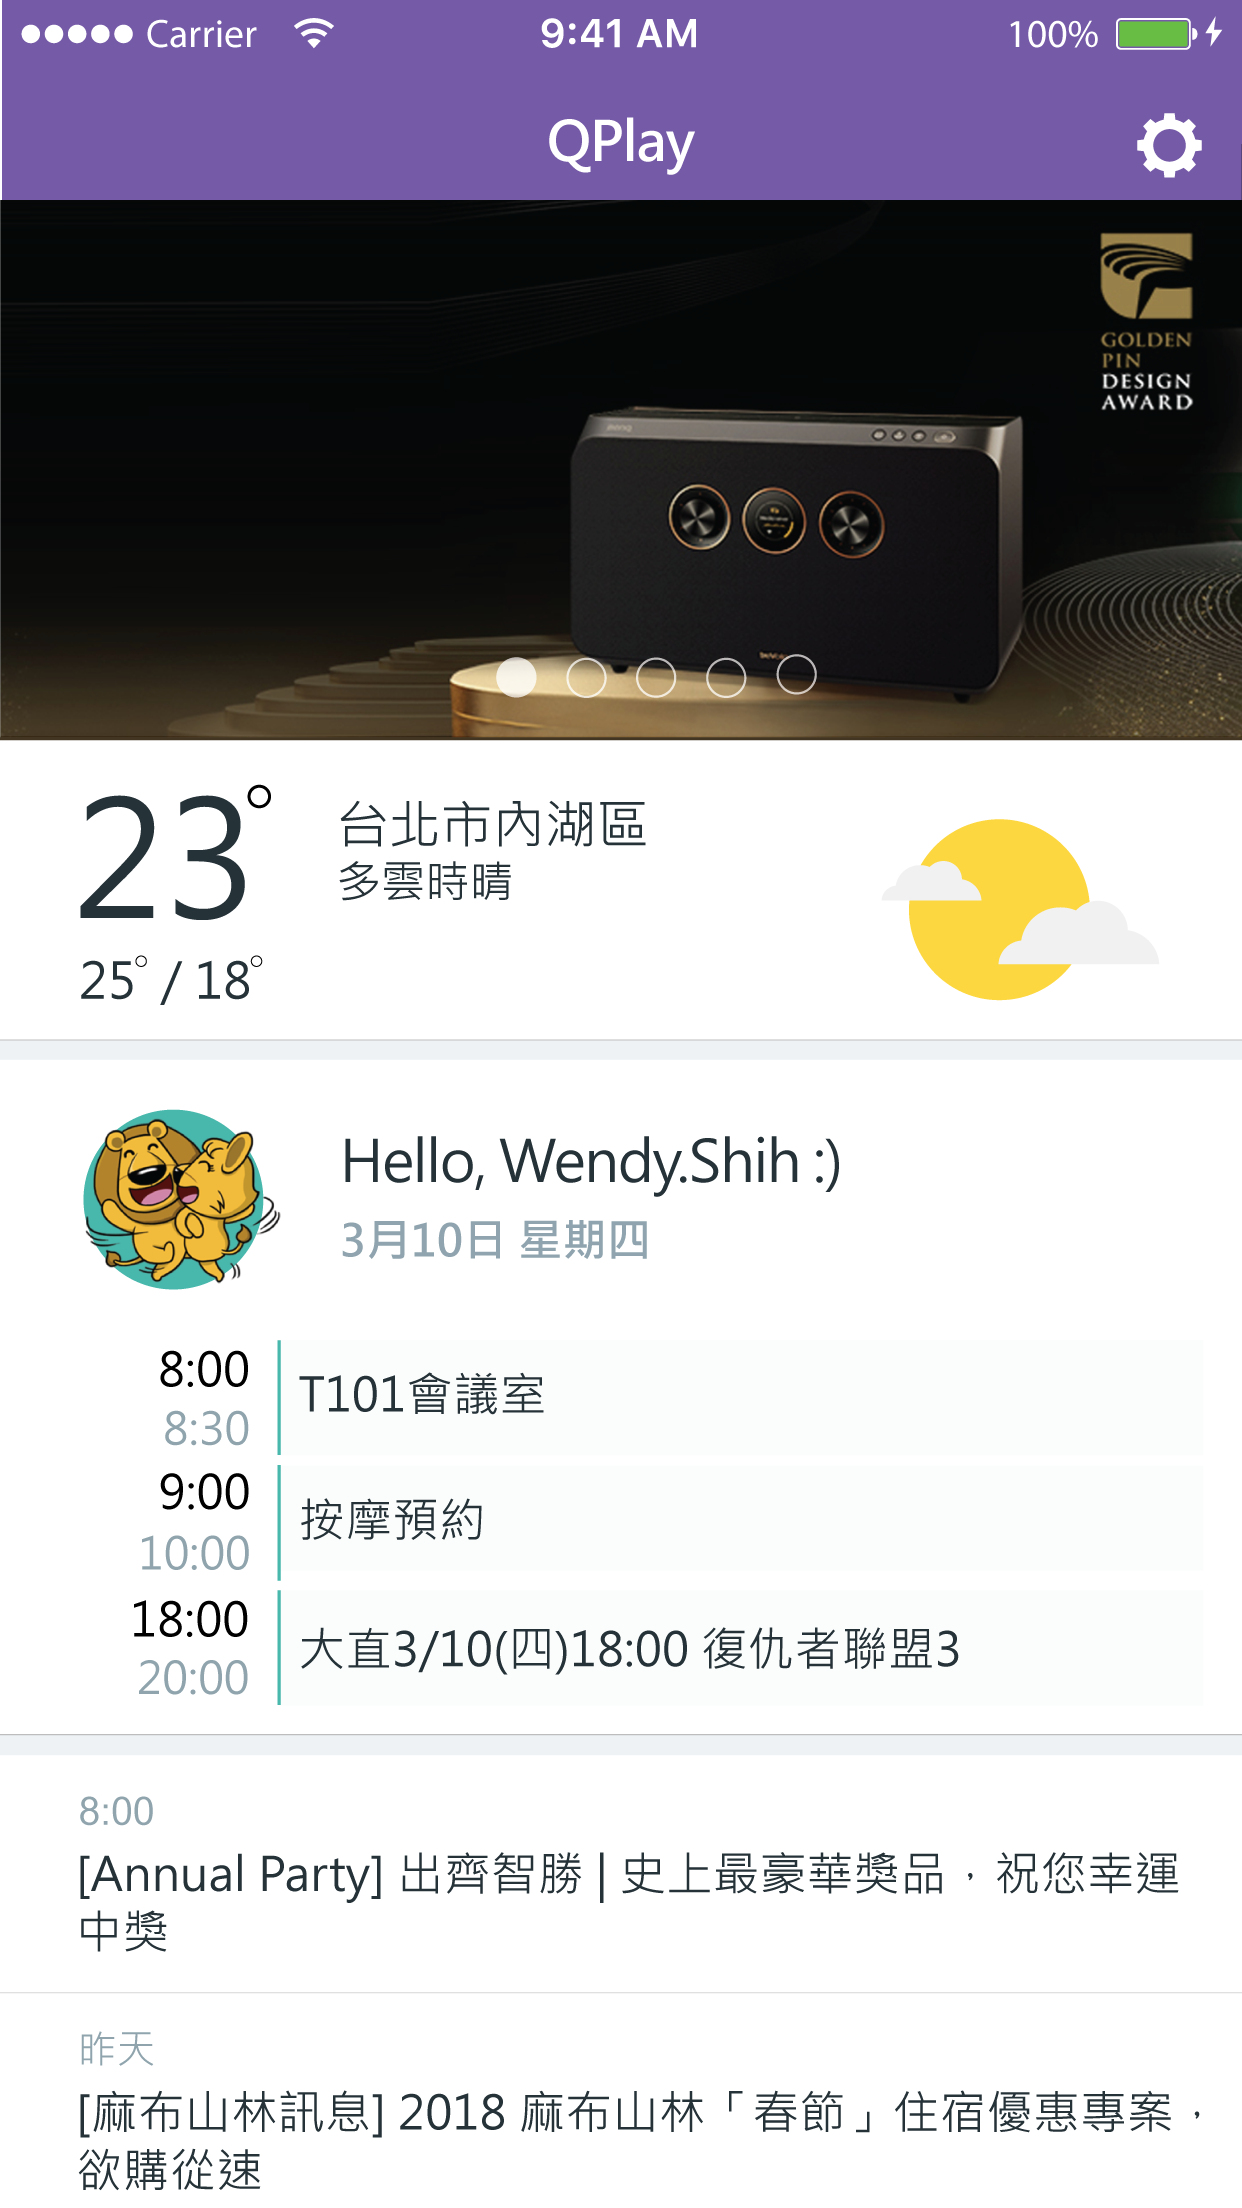 Carrier 9:41 AM 100%
QPlay
GOLDEN
PIN
DESIGN
AWARD
23°
台北市內湖區
多雲時晴
25° / 18°
Hello, Wendy.Shih :)
3月10日 星期四
8:00
8:30
T101會議室
9:00
10:00
按摩預約
18:00
20:00
大直3/10(四)18:00 復仇者聯盟3
8:00
[Annual Party] 出齊智勝 | 史上最豪華獎品，祝您幸運
中獎
昨天
[麻布山林訊息] 2018 麻布山林「春節」住宿優惠專案，
欲購從速